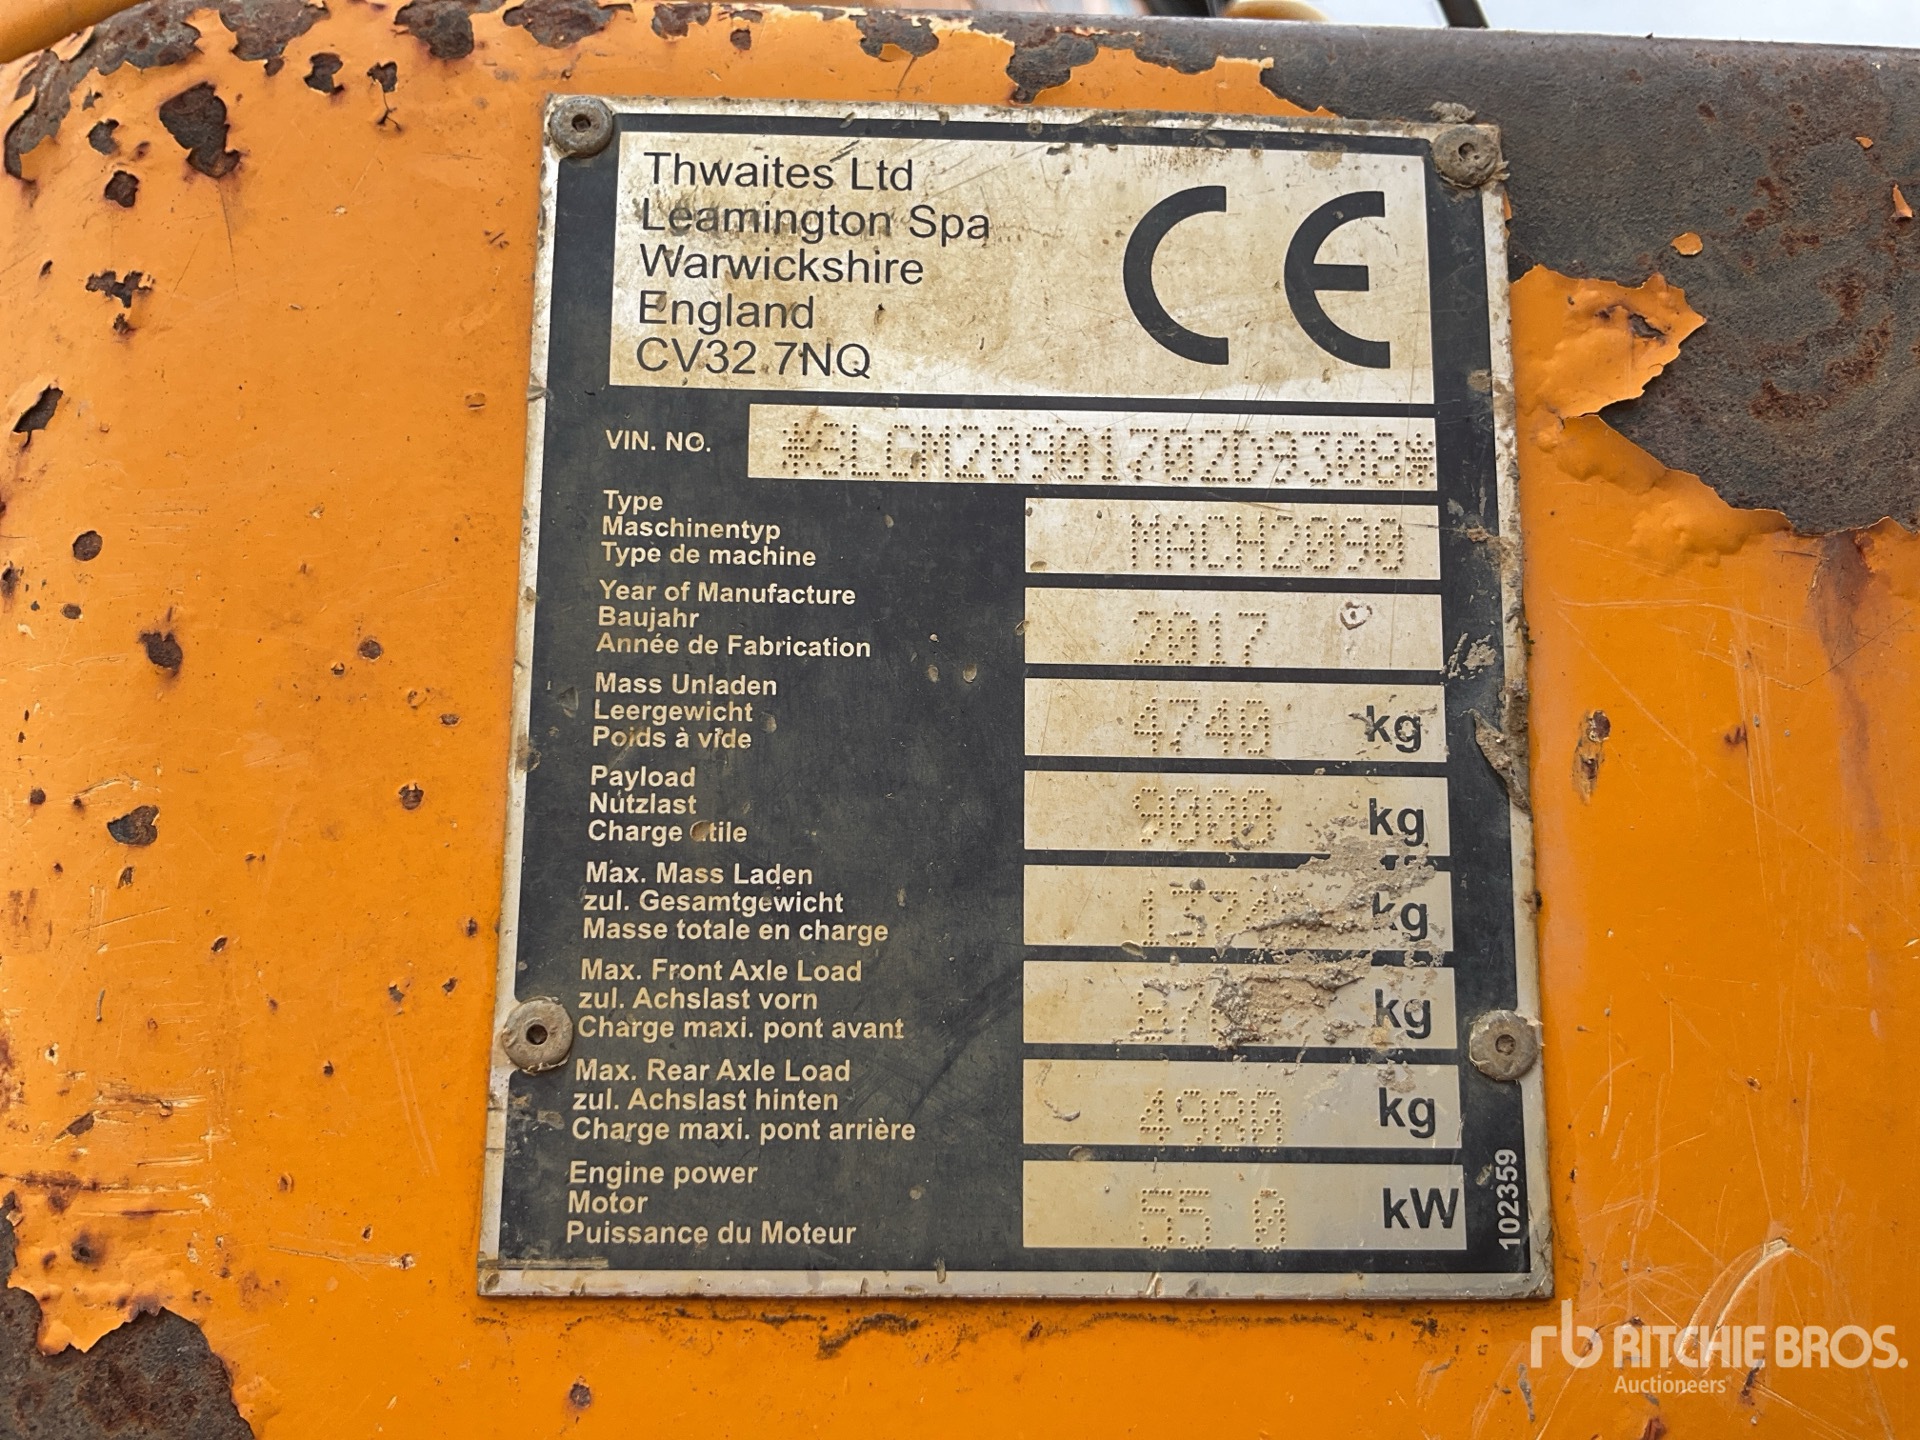 Thwaites Ltd
Leamington Spa
Warwickshire
England
CV32 7NQ
CE
VIN. NO. *SLCM20901702D9308*
Type
Maschinentyp
Type de machine
MACH2090
Year of Manufacture
Baujahr
Année de Fabrication
2017
Mass Unladen
Leergewicht
Poids à vide
4740 kg
Payload
Nutzlast
Charge
9000 kg
Max. Mass Laden
zul. Gesamtgewicht
Masse totale en charge
kg
Max. Front Axle Load
zul. Achslast vorn
Charge maxi. pont avant
kg
Max. Rear Axle Load
zul. Achslast hinten
Charge maxi. pont arrière
4980 kg
Engine power
Motor
Puissance du Moteur
55.0 kW
102359
rb RITCHIE BROS.
Auctioneers